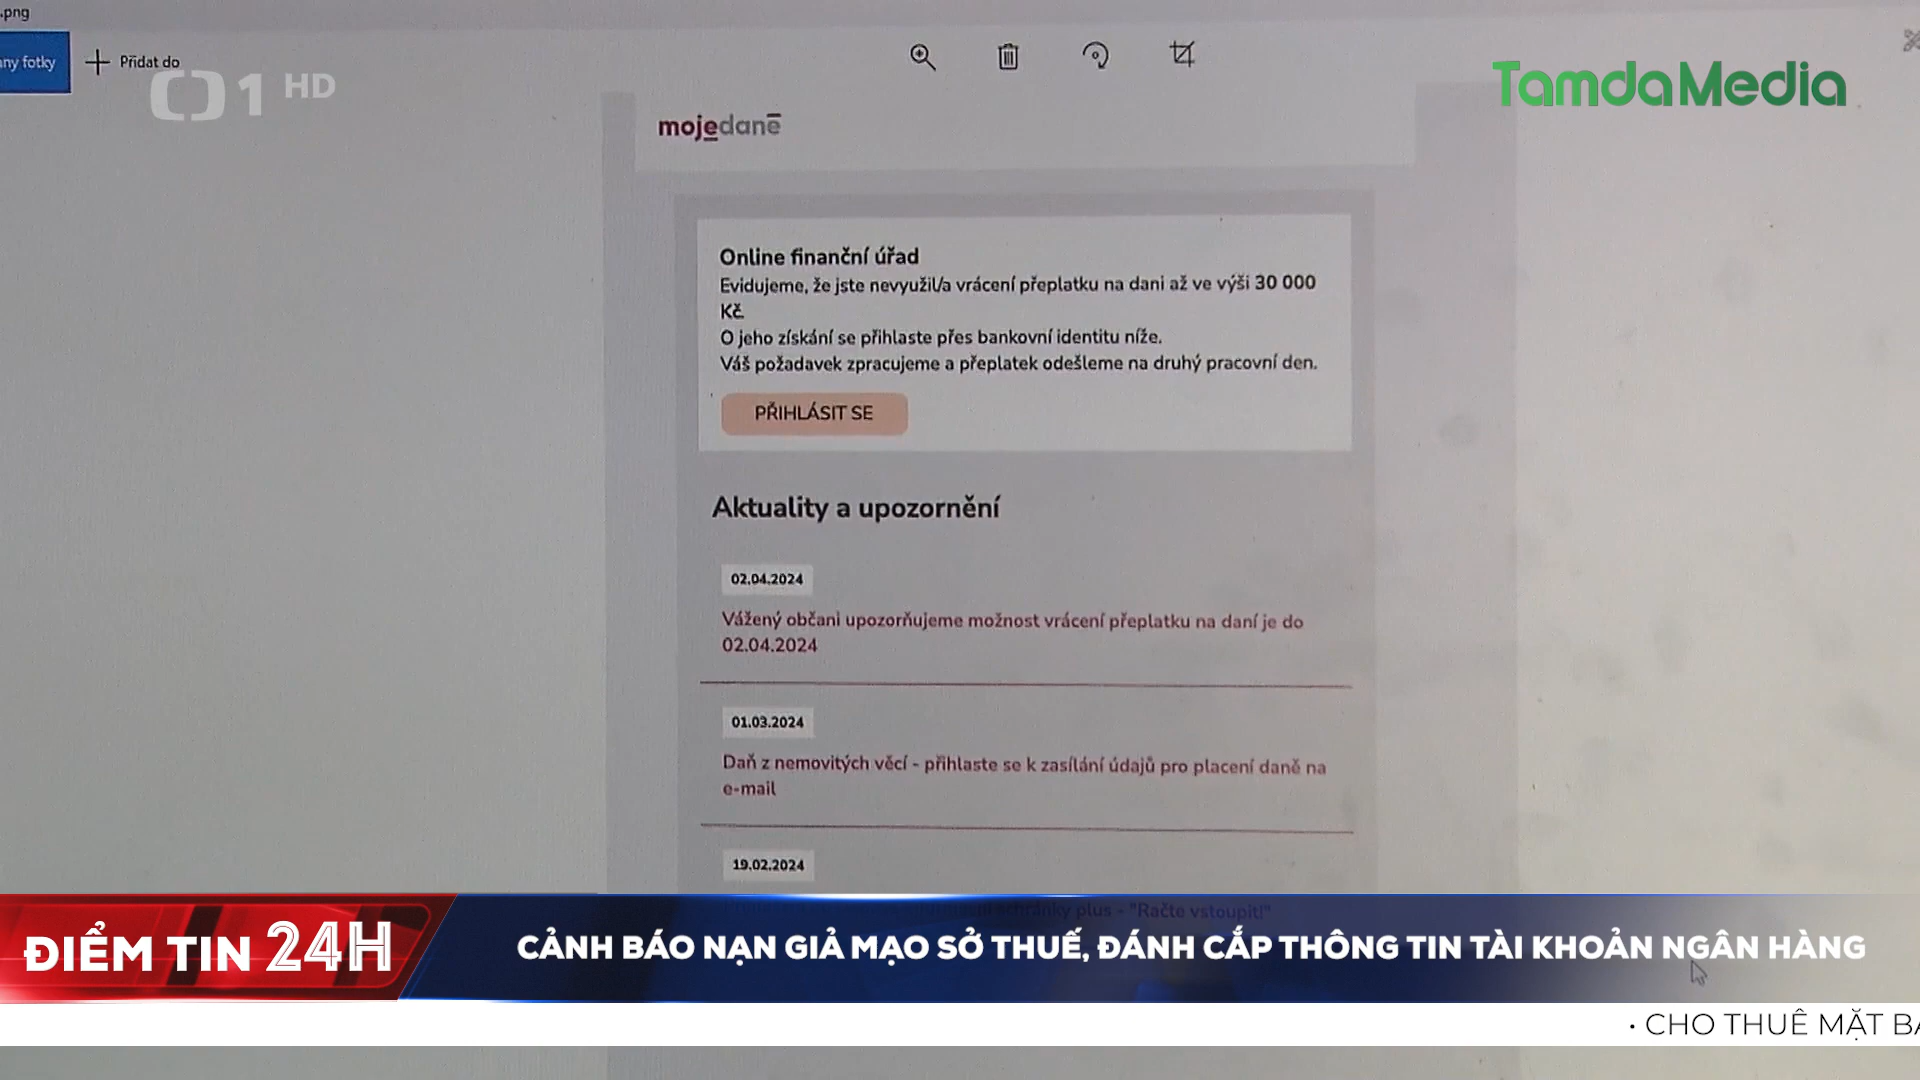 .png
ny fotky
Přidat do
1 HD
TamdaMedia
mojedaně
Online finanční úřad
Evidujeme, že jste nevyužil/a vrácení přeplatku na dani až ve výši 30 000
Kč.
O jeho získání se přihlaste přes bankovní identitu níže.
Váš požadavek zpracujeme a přeplatek odešleme na druhý pracovní den.
PŘIHLÁSIT SE
Aktuality a upozornění
02.04.2024
Vážený občani upozorňujeme možnost vrácení přeplatku na daní je do
02.04.2024
01.03.2024
Daň z nemovitých věcí - přihlaste se k zasílání údajů pro placení daně na
e-mail
19.02.2024
schránky plus - "Račte vstoupit!"
ĐIỂM TIN 24H
CẢNH BÁO NẠN GIẢ MẠO SỞ THUẾ, ĐÁNH CẮP THÔNG TIN TÀI KHOẢN NGÂN HÀNG
• CHO THUÊ MẶT BA